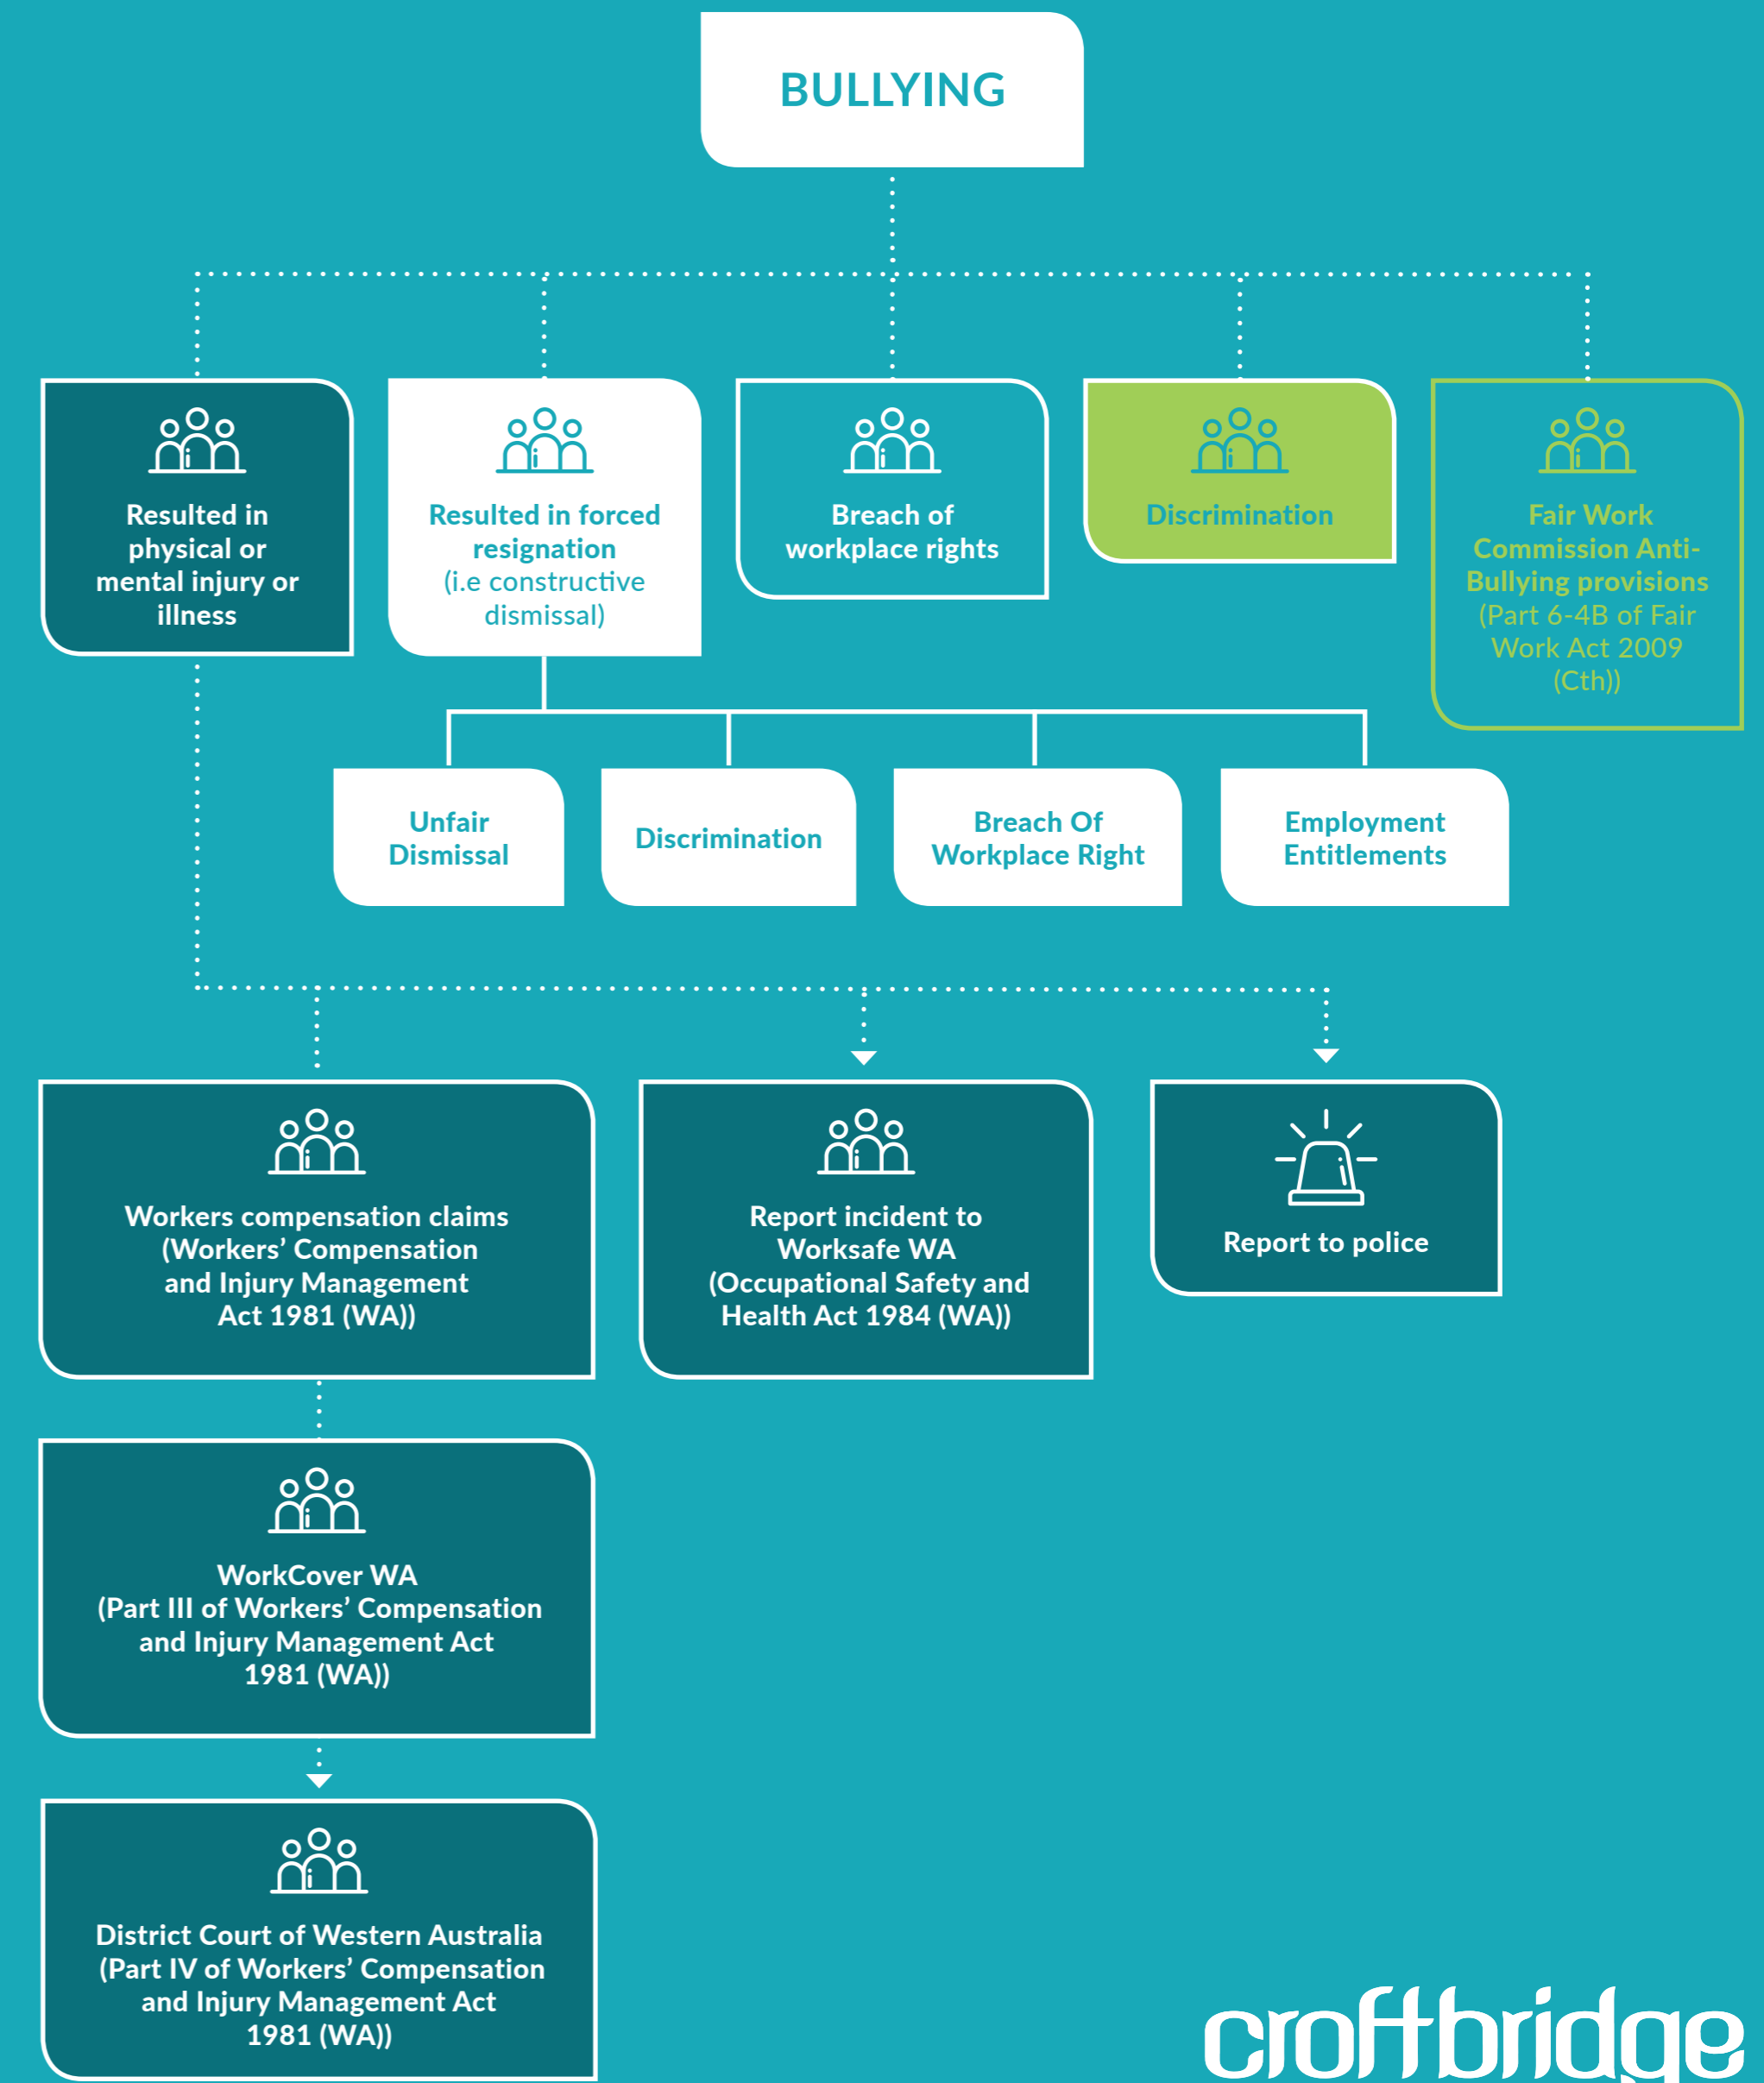 BULLYING
Resulted in
physical or
mental injury or
illness
Resulted in forced
resignation
(i.e constructive
dismissal)
Breach of
workplace rights
Discrimination
Fair Work
Commission Anti-
Bullying provisions
(Part 6-4B of Fair
Work Act 2009
(Cth))
Unfair
Dismissal
Discrimination
Breach Of
Workplace Right
Employment
Entitlements
Workers compensation claims
(Workers’ Compensation
and Injury Management
Act 1981 (WA))
Report incident to
Worksafe WA
(Occupational Safety and
Health Act 1984 (WA))
Report to police
WorkCover WA
(Part III of Workers’ Compensation
and Injury Management Act
1981 (WA))
District Court of Western Australia
(Part IV of Workers’ Compensation
and Injury Management Act
1981 (WA))
croftbridge